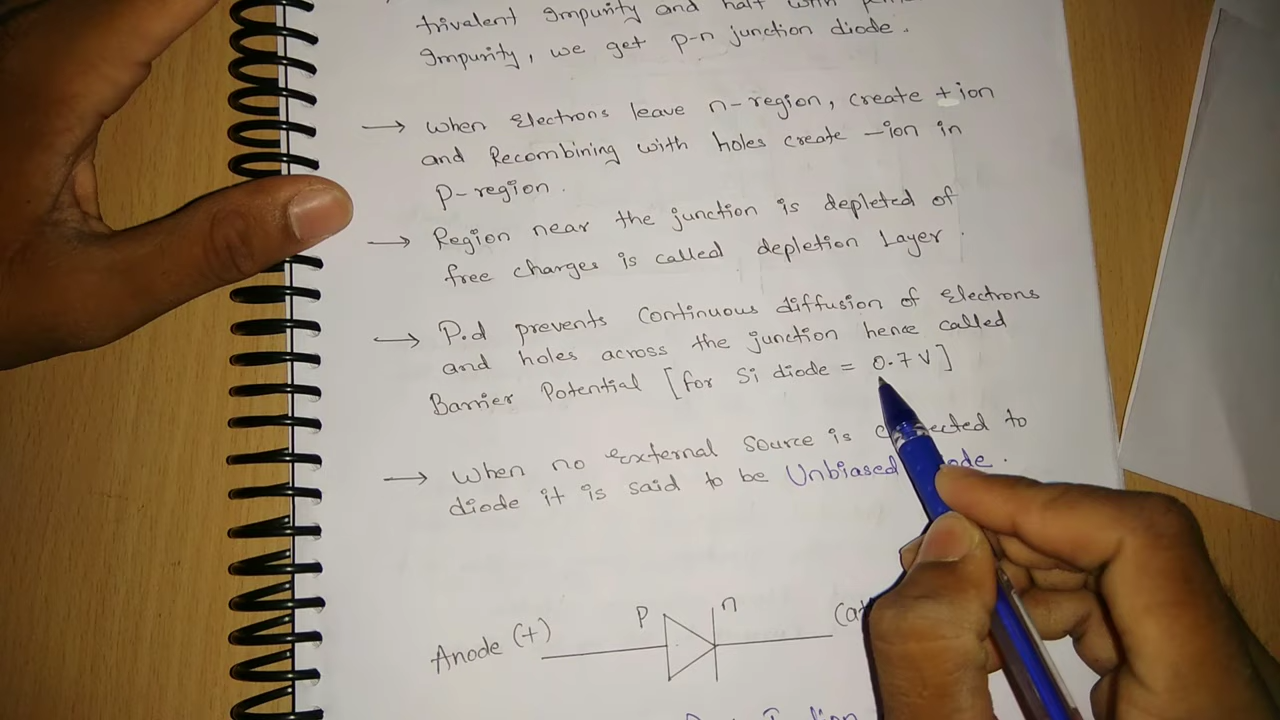 trivalent Impurity and half with
Impurity, we get p-n junction diode.
→ When Electrons leave n-region, create +ion
and Recombining with holes create -ion in
p-region.
→ Region near the junction is depleted of
free charges is called depletion Layer.
→ P.d prevents Continuous diffusion of Electrons
and holes across the junction hence called
Barrier Potential [for Si diode = 0.7V]
→ When no External Source is to
diode it is said to be Unbiased
P n
Anode (+)